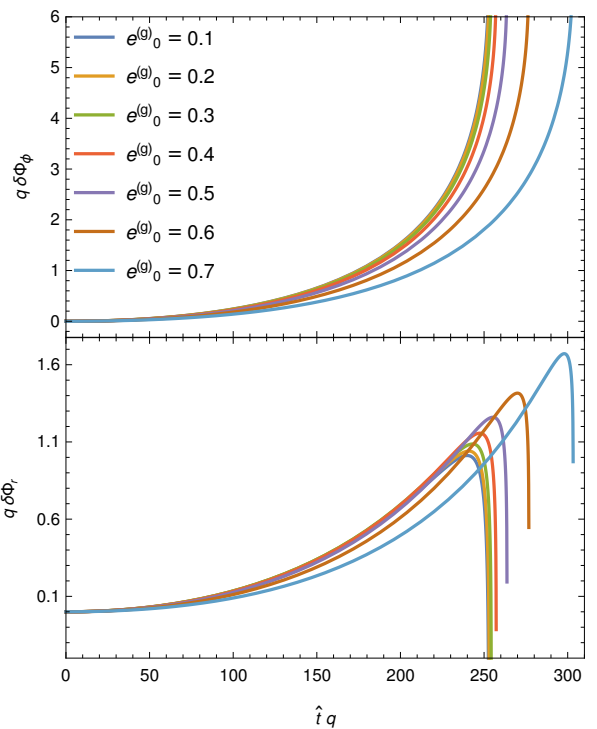 6
5
4
3
2
1
0
q δΦ_ϕ
e^(g)_0 = 0.1
e^(g)_0 = 0.2
e^(g)_0 = 0.3
e^(g)_0 = 0.4
e^(g)_0 = 0.5
e^(g)_0 = 0.6
e^(g)_0 = 0.7
1.6
1.1
0.6
0.1
q δΦ_r
0 50 100 150 200 250 300
t̂ q